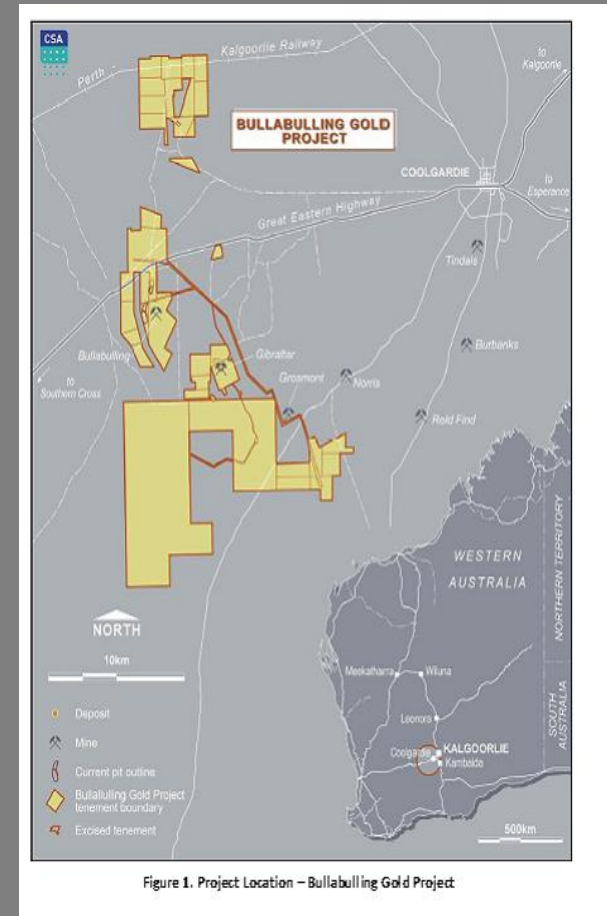 CSA
Kalgoorlie Railway
Perth
to
Kalgoorlie
BULLABULLING GOLD
PROJECT
COOLGARDIE
to
Esperance
Great Eastern Highway
Tindals
Bullabulling
Gibraltar
Burbanks
Grosmont
Norris
to
Southern Cross
Reld Find
WESTERN
AUSTRALIA
NORTHERN TERRITORY
SOUTH
AUSTRALIA
NORTH
10km
Meekatharra
Wiluna
Leonora
Coolgardie
KALGOORLIE
Kambalda
500km
Deposit
Mine
Current pit outline
Bullallulling Gold Project
tenement boundary
Excised tenement
Figure 1. Project Location – Bullabulling Gold Project